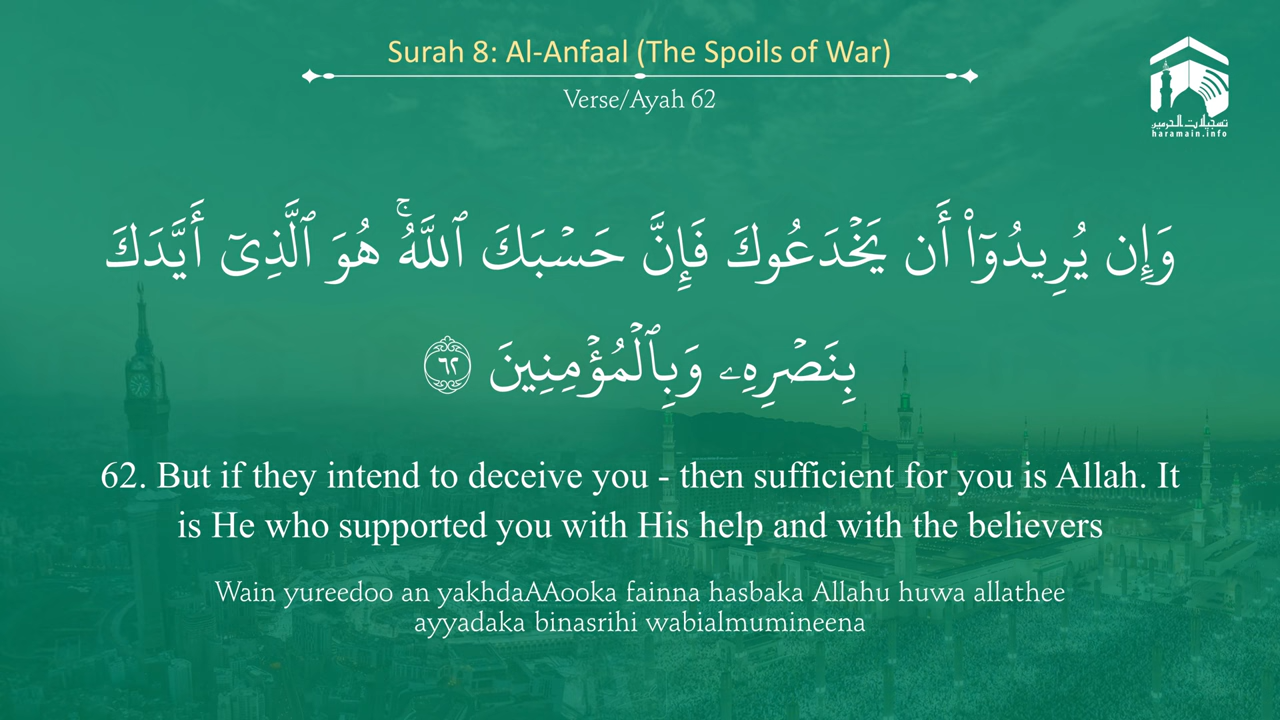 Surah 8: Al-Anfaal (The Spoils of War)
Verse/Ayah 62
تسجيلات الحرمين
haramain.info
وَإِن يُرِيدُوٓا۟ أَن يَخْدَعُوكَ فَإِنَّ حَسْبَكَ ٱللَّهُ ۚ هُوَ ٱلَّذِىٓ أَيَّدَكَ
بِنَصْرِهِۦ وَبِٱلْمُؤْمِنِينَ ٦٢
62. But if they intend to deceive you - then sufficient for you is Allah. It
is He who supported you with His help and with the believers
Wain yureedoo an yakhdaAAooka fainna hasbaka Allahu huwa allathee
ayyadaka binasrihi wabialmumineena